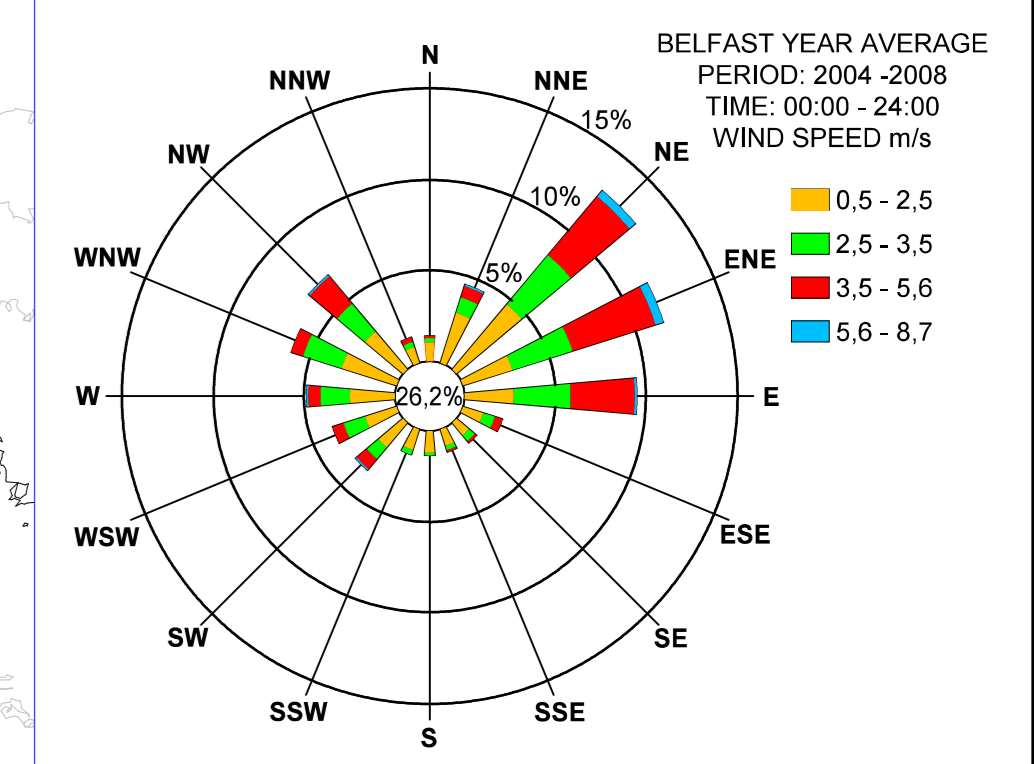 BELFAST YEAR AVERAGE
PERIOD: 2004 -2008
TIME: 00:00 - 24:00
WIND SPEED m/s
0,5 - 2,5
2,5 - 3,5
3,5 - 5,6
5,6 - 8,7
N
NNW
NNE
15%
NW
NE
10%
WNW
ENE
5%
W
26,2%
E
WSW
ESE
SW
SE
SSW
SSE
S